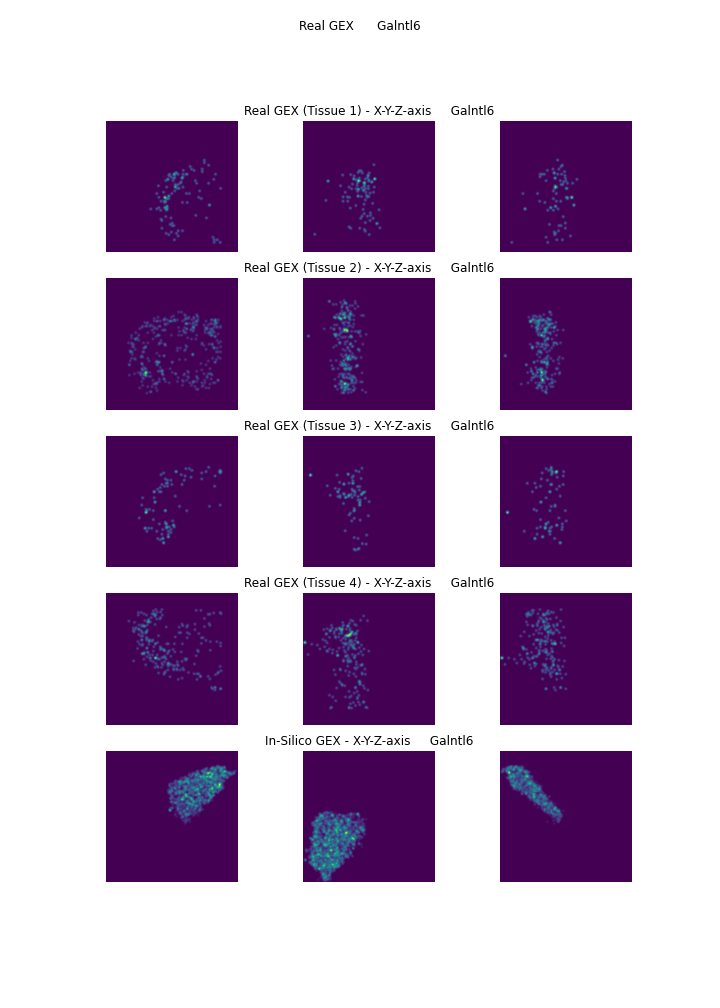 Real GEX Galntl6
Real GEX (Tissue 1) - X-Y-Z-axis Galntl6
Real GEX (Tissue 2) - X-Y-Z-axis Galntl6
Real GEX (Tissue 3) - X-Y-Z-axis Galntl6
Real GEX (Tissue 4) - X-Y-Z-axis Galntl6
In-Silico GEX - X-Y-Z-axis Galntl6